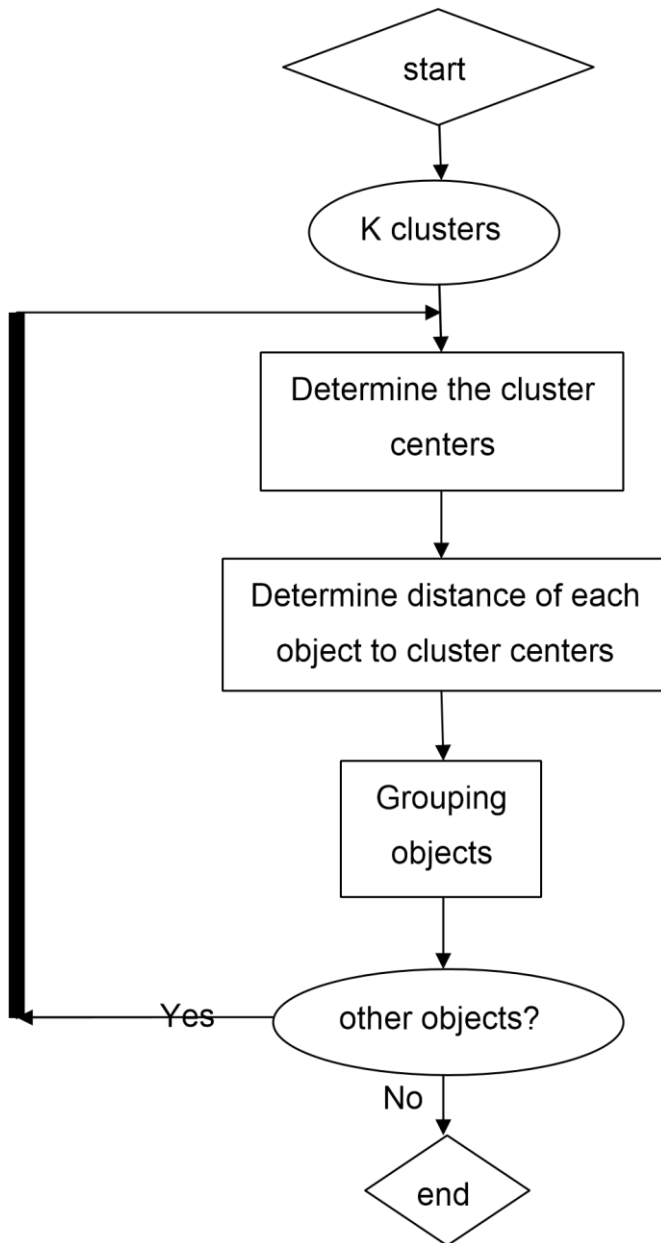 start
K clusters
Determine the cluster
centers
Determine distance of each
object to cluster centers
Grouping
objects
Yes
other objects?
No
end